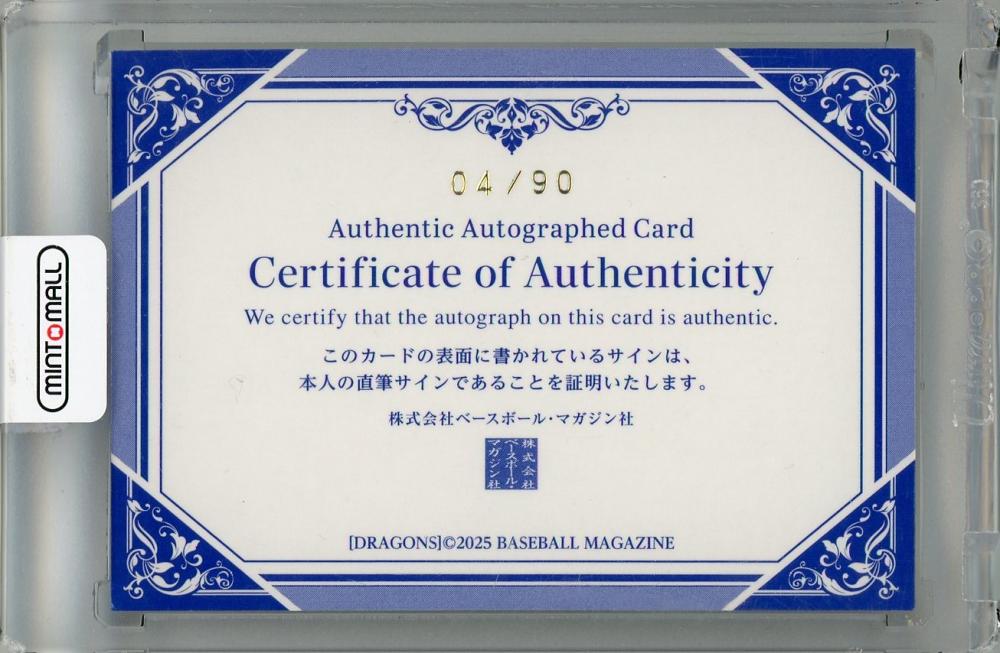 04/90
Authentic Autographed Card
Certificate of Authenticity
We certify that the autograph on this card is authentic.
このカードの表面に書かれているサインは、
本人の直筆サインであることを証明いたします。
株式会社ベースボール・マガジン社
株式会社
ベースボール・
マガジン社
[DRAGONS]©2025 BASEBALL MAGAZINE
MINTOMALL